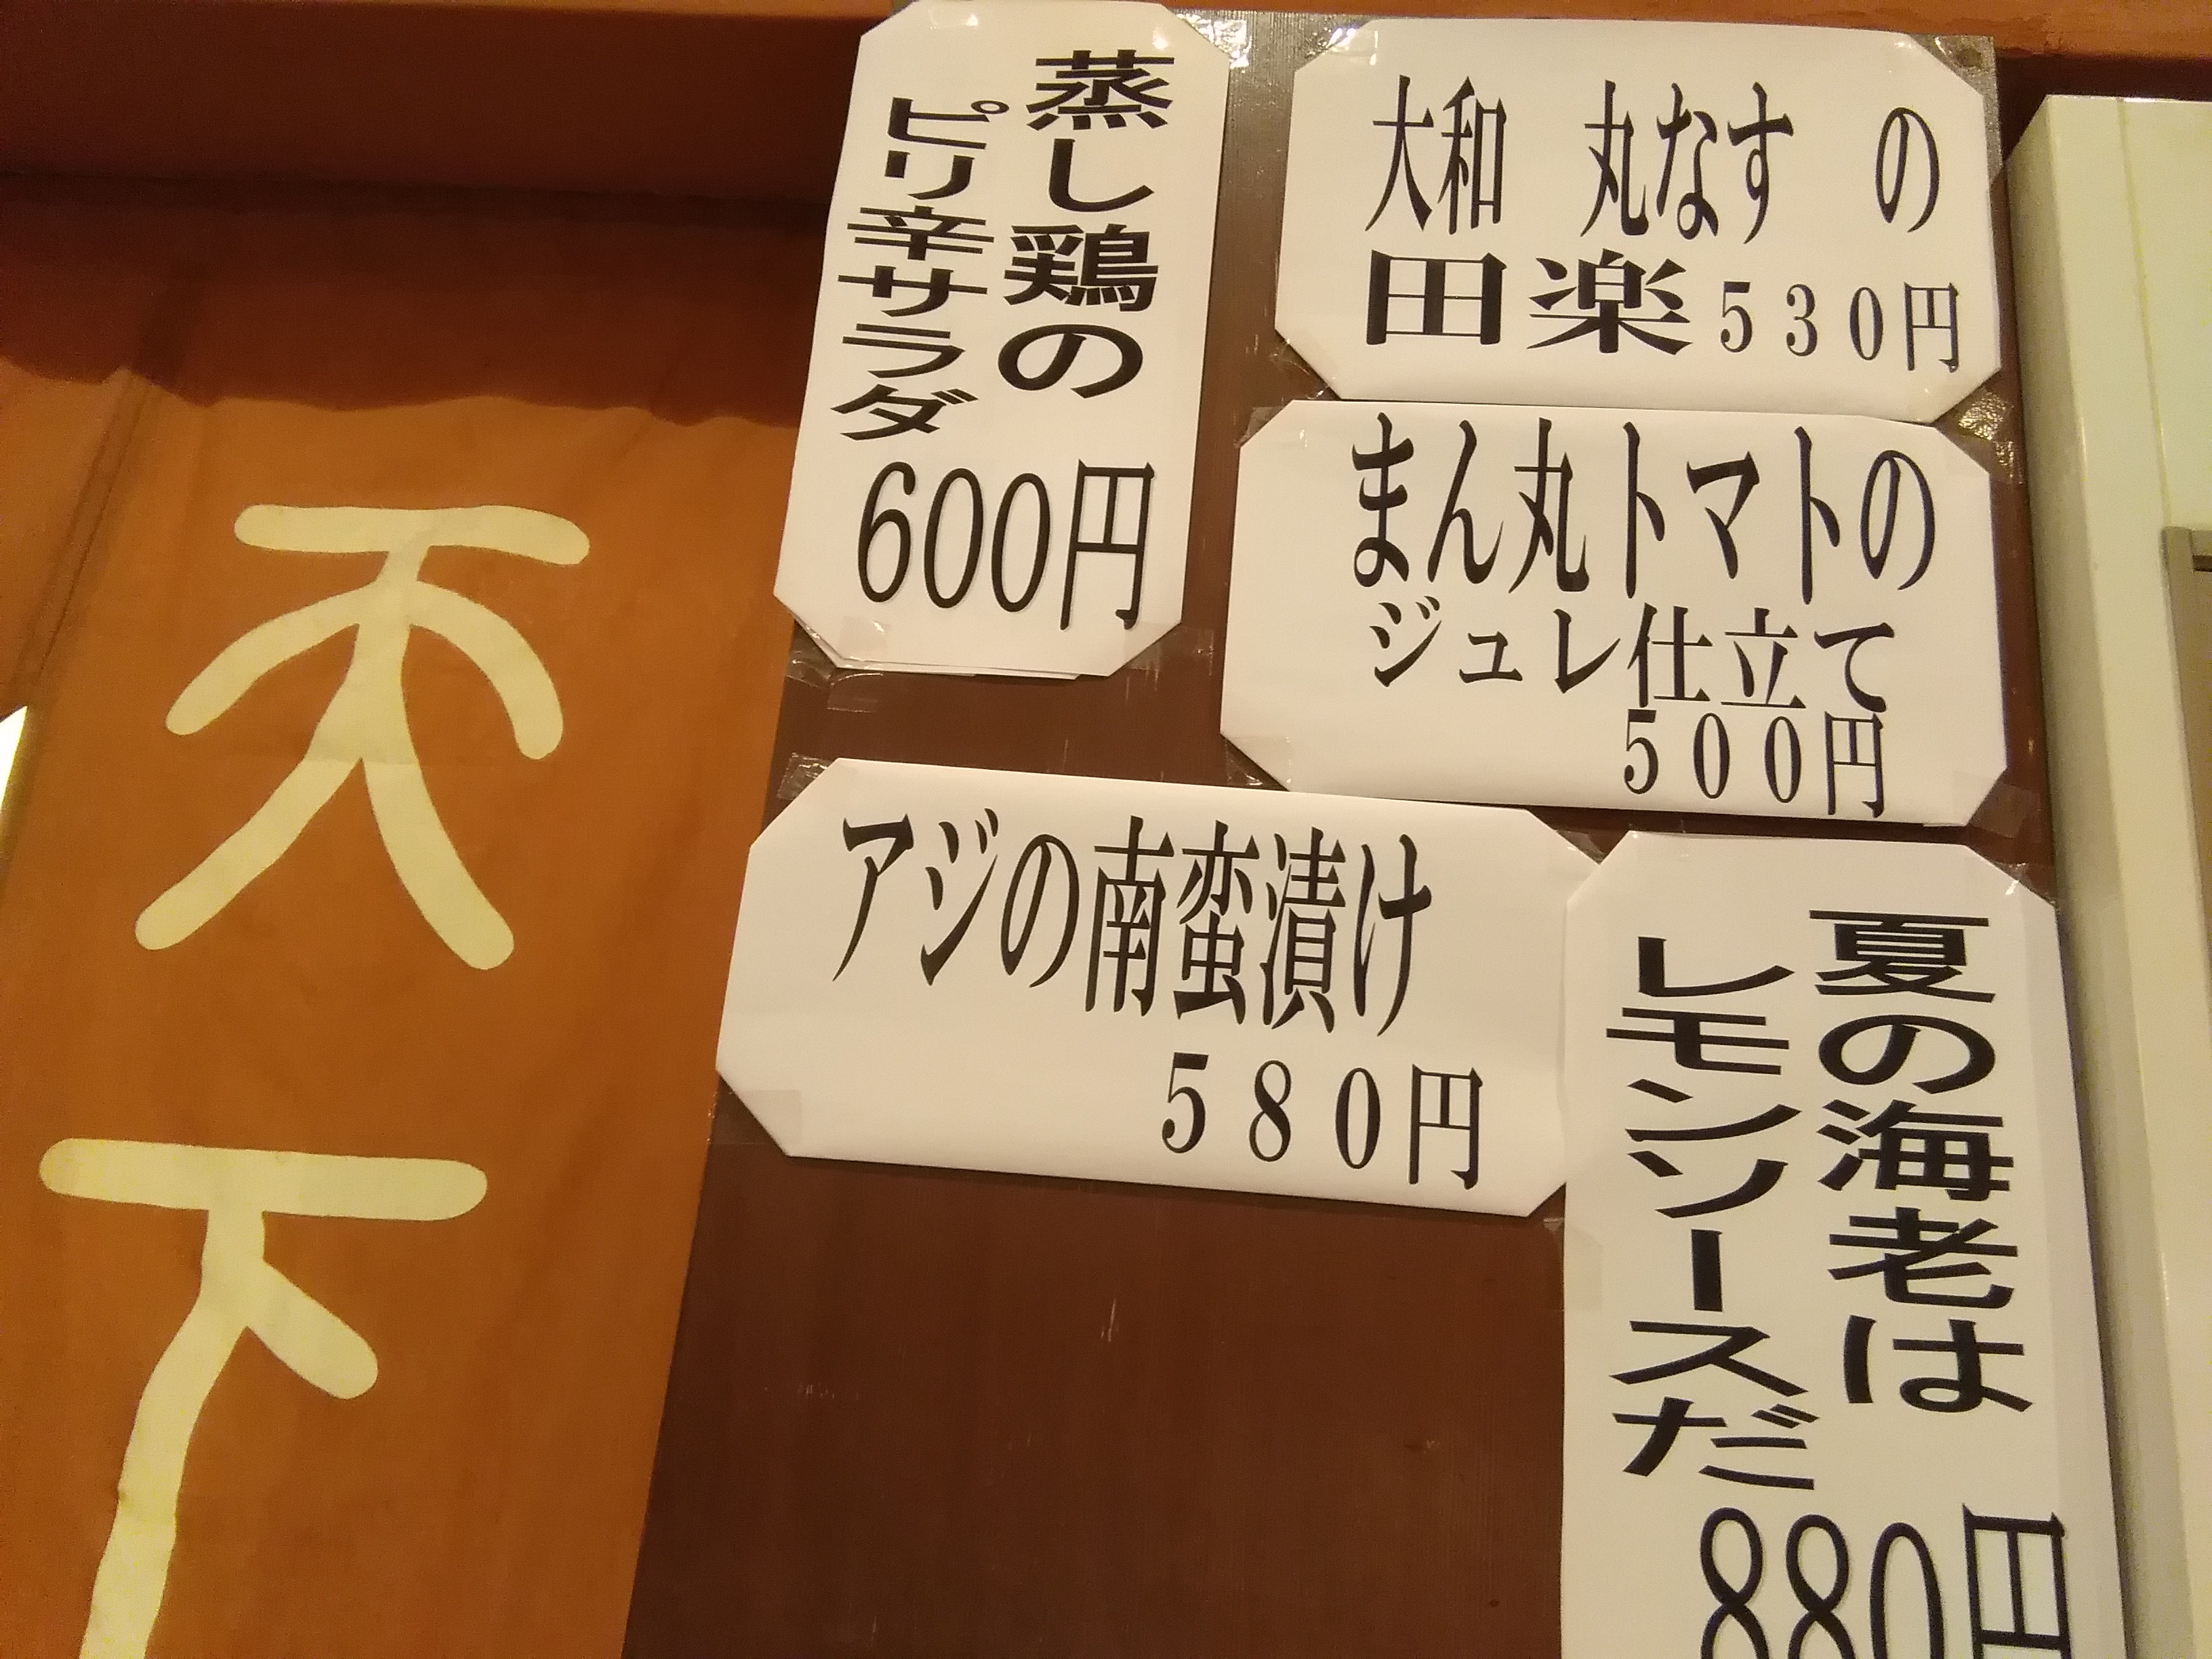 天
下
蒸し鶏の
ピリ辛サラダ
600円
大和 丸なす の
田楽530円
まん丸トマトの
ジュレ仕立て
500円
アジの南蛮漬け
580円
夏の海老は
レモンソースだ
880円